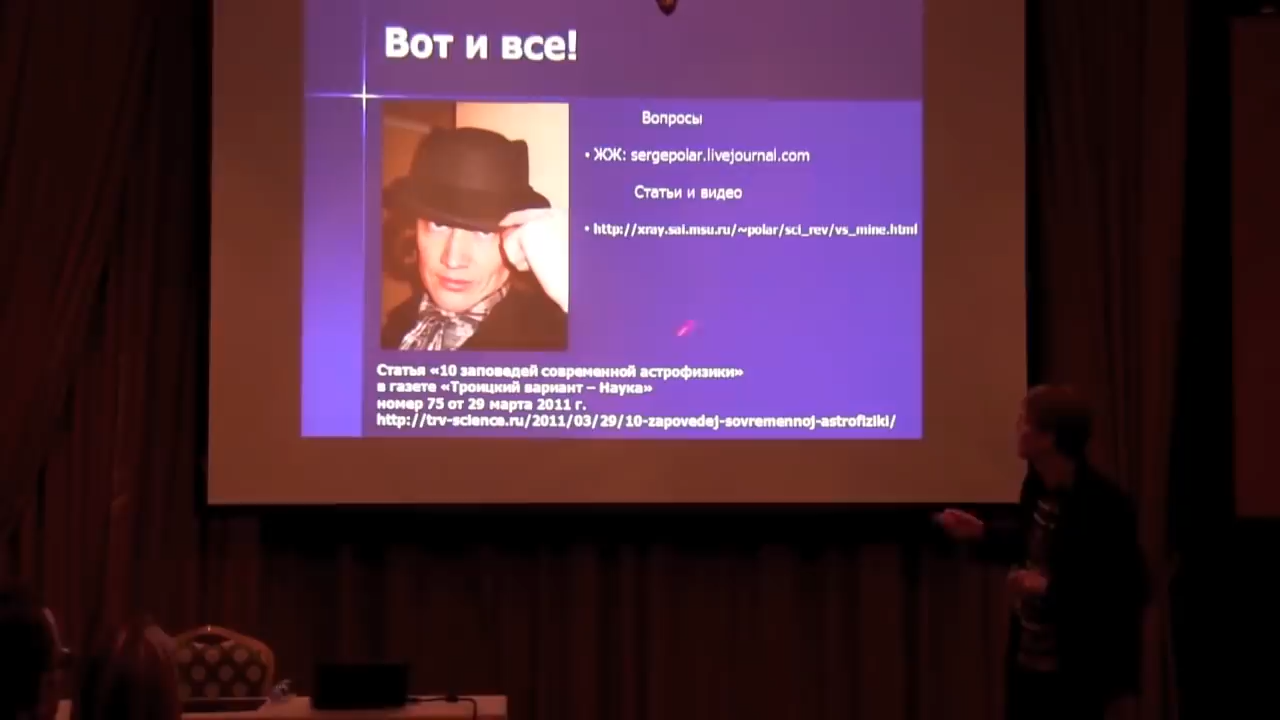 Вот и все!
Вопросы
• ЖЖ: sergepolar.livejournal.com
Статьи и видео
• http://xray.sai.msu.ru/~polar/sci_rev/vs_mine.html
Статья «10 заповедей современной астрофизики»
в газете «Троицкий вариант – Наука»
номер 75 от 29 марта 2011 г.
http://trv-science.ru/2011/03/29/10-zapovedej-sovremennoj-astrofiziki/